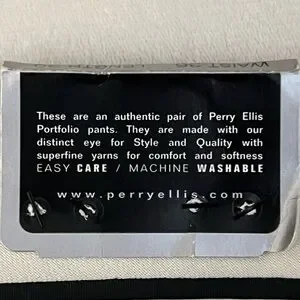 These are an authentic pair of Perry Ellis
Portfolio pants. They are made with our
distinct eye for Style and Quality with
superfine yarns for comfort and softness
EASY CARE / MACHINE WASHABLE
www.perryellis.com